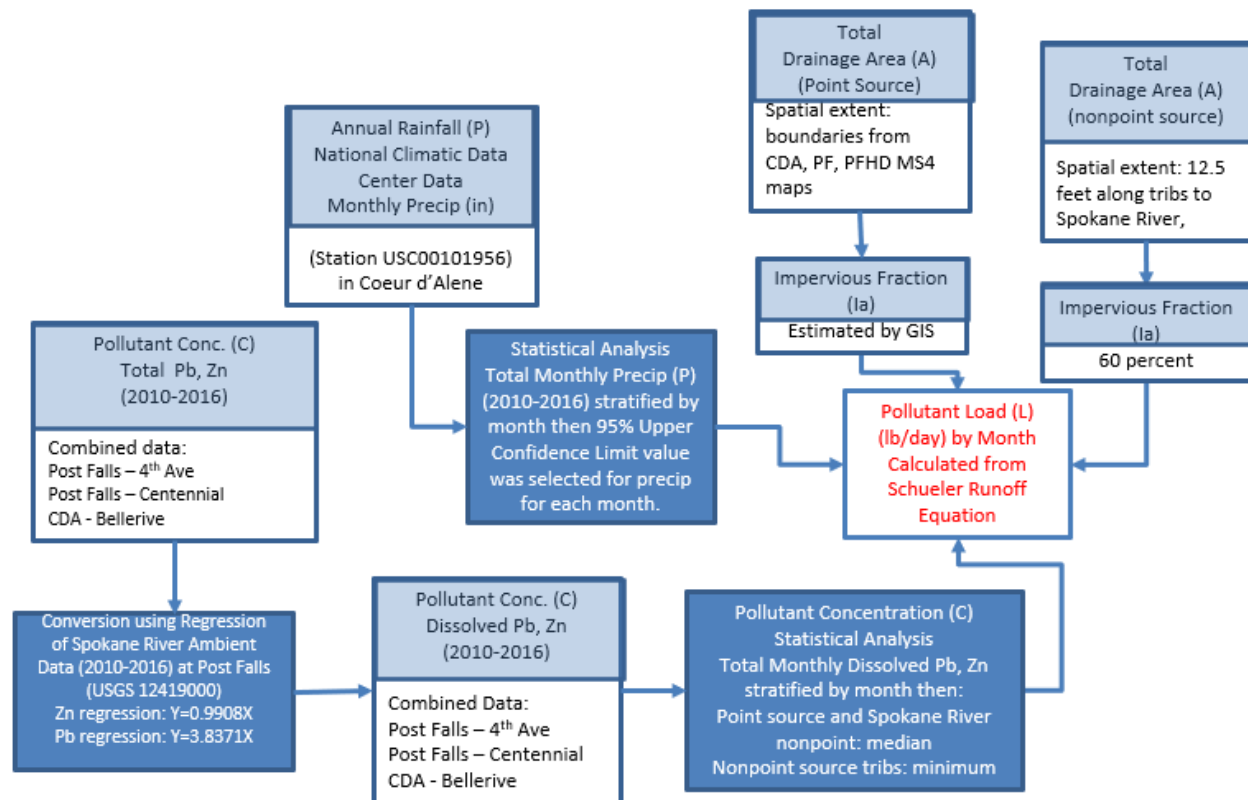 Total
Drainage Area (A)
(Point Source)
Spatial extent:
boundaries from
CDA, PF, PFHD MS4
maps
Total
Drainage Area (A)
(nonpoint source)
Spatial extent: 12.5
feet along tribs to
Spokane River,
Annual Rainfall (P)
National Climatic Data
Center Data
Monthly Precip (in)
(Station USC00101956)
in Coeur d’Alene
Impervious Fraction
(Ia)
Estimated by GIS
Impervious Fraction
(Ia)
60 percent
Pollutant Conc. (C)
Total Pb, Zn
(2010-2016)
Combined data:
Post Falls – 4th Ave
Post Falls – Centennial
CDA - Bellerive
Statistical Analysis
Total Monthly Precip (P)
(2010-2016) stratified by
month then 95% Upper
Confidence Limit value
was selected for precip
for each month.
Pollutant Load (L)
(lb/day) by Month
Calculated from
Schueler Runoff
Equation
Conversion using Regression
of Spokane River Ambient
Data (2010-2016) at Post Falls
(USGS 12419000)
Zn regression: Y=0.9908X
Pb regression: Y=3.8371X
Pollutant Conc. (C)
Dissolved Pb, Zn
(2010-2016)
Combined Data:
Post Falls – 4th Ave
Post Falls – Centennial
CDA - Bellerive
Pollutant Concentration (C)
Statistical Analysis
Total Monthly Dissolved Pb, Zn
stratified by month then:
Point source and Spokane River
nonpoint: median
Nonpoint source tribs: minimum